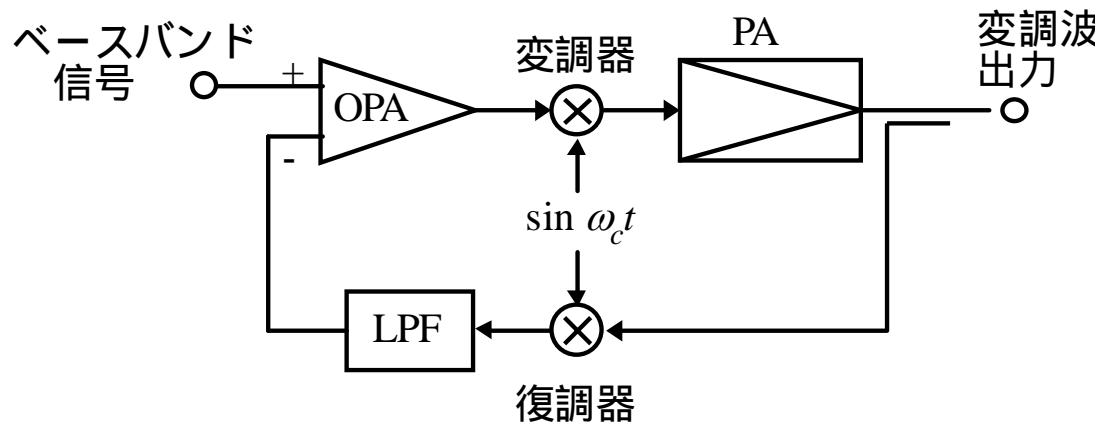 ベースバンド
信号
+
-
OPA
変調器
PA
変調波
出力
sin ω_c t
LPF
復調器